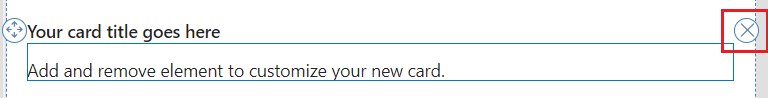 Your card title goes here
Add and remove element to customize your new card.